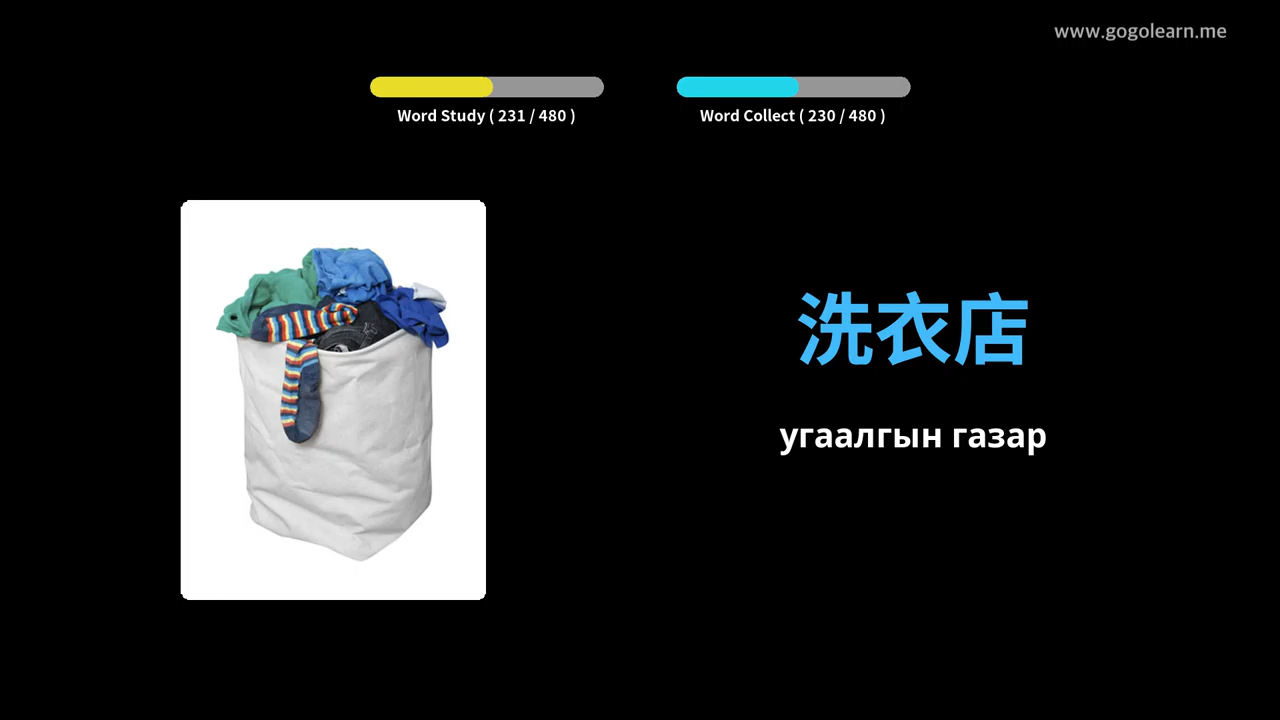 www.gogolearn.me
Word Study ( 231 / 480 )
Word Collect ( 230 / 480 )
洗衣店
угаалгын газар